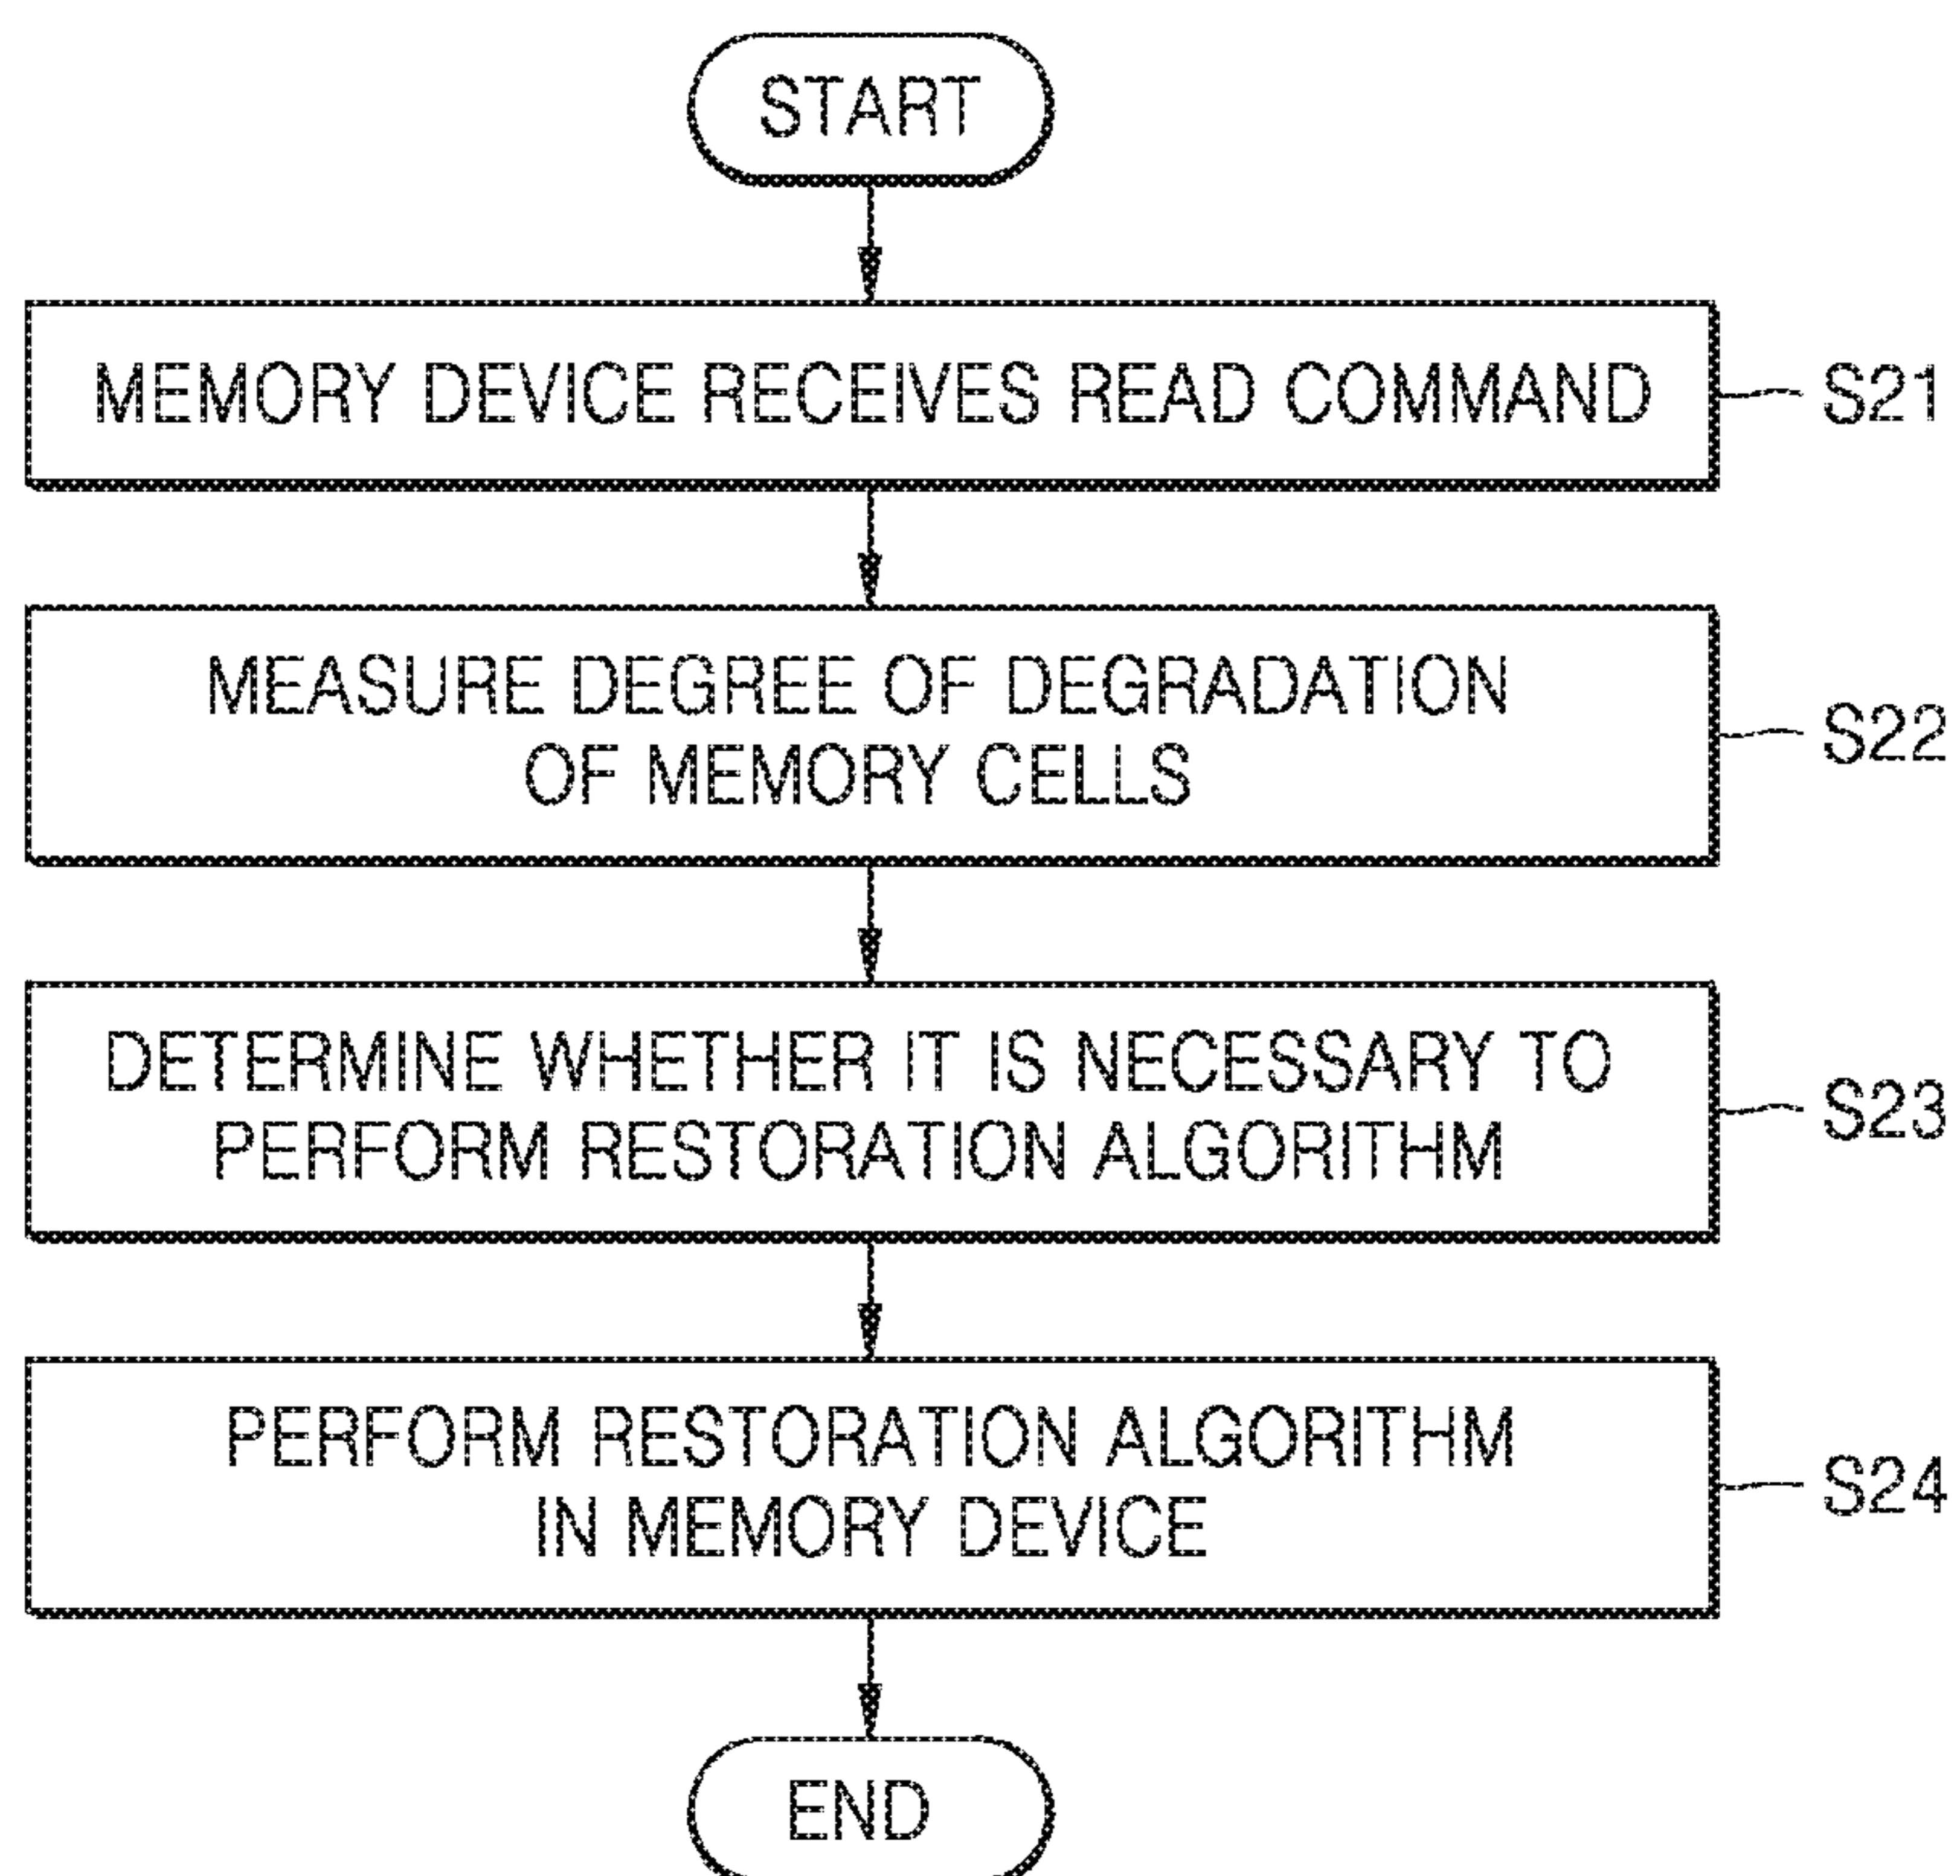 START
MEMORY DEVICE RECEIVES READ COMMAND
S21
MEASURE DEGREE OF DEGRADATION
OF MEMORY CELLS
S22
DETERMINE WHETHER IT IS NECESSARY TO
PERFORM RESTORATION ALGORITHM
S23
PERFORM RESTORATION ALGORITHM
IN MEMORY DEVICE
S24
END